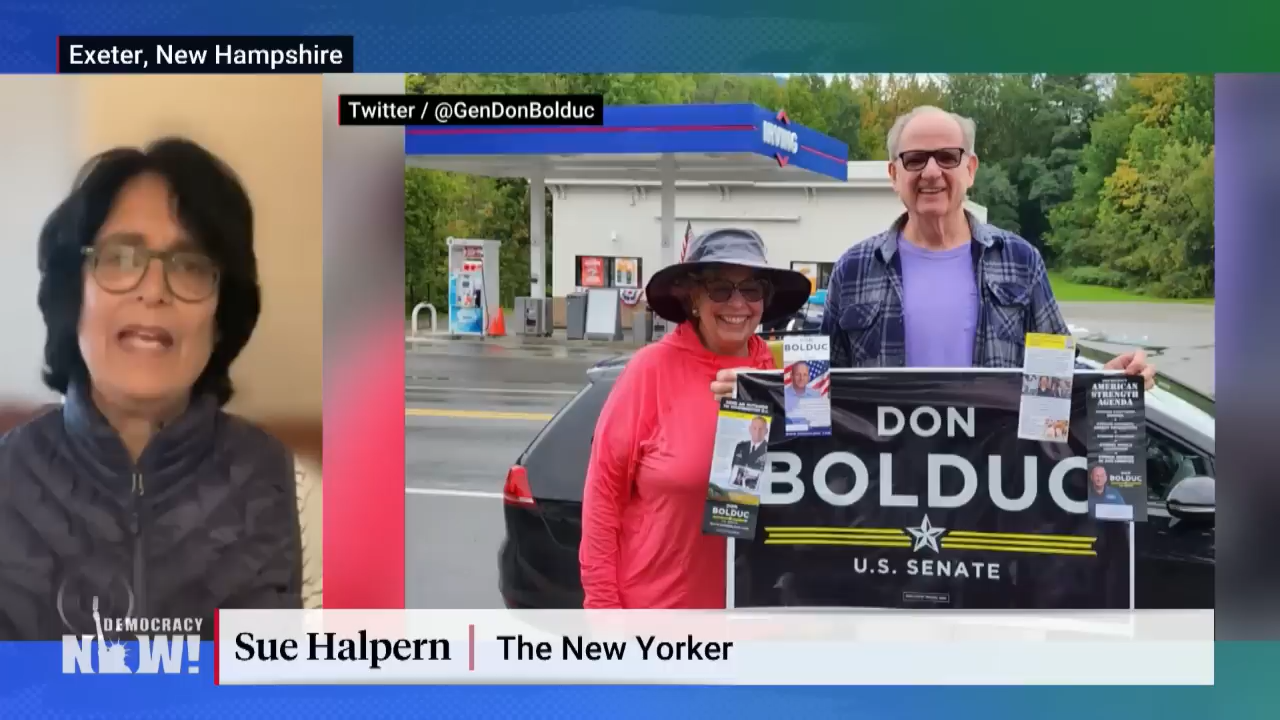 Exeter, New Hampshire
Twitter / @GenDonBolduc
IRVING
BOLDUC
AMERICAN
STRENGTH
AGENDA
DON
BOLDUC
U.S. SENATE
DON
BOLDUC
BOLDUC
DEMOCRACY
NOW!
Sue Halpern
The New Yorker